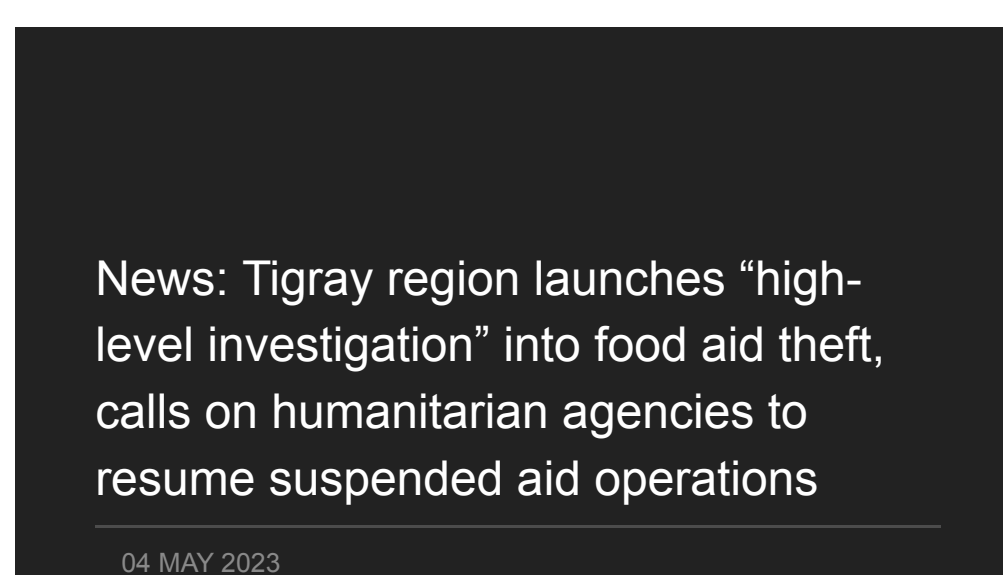 News: Tigray region launches “high-
level investigation” into food aid theft,
calls on humanitarian agencies to
resume suspended aid operations
04 MAY 2023